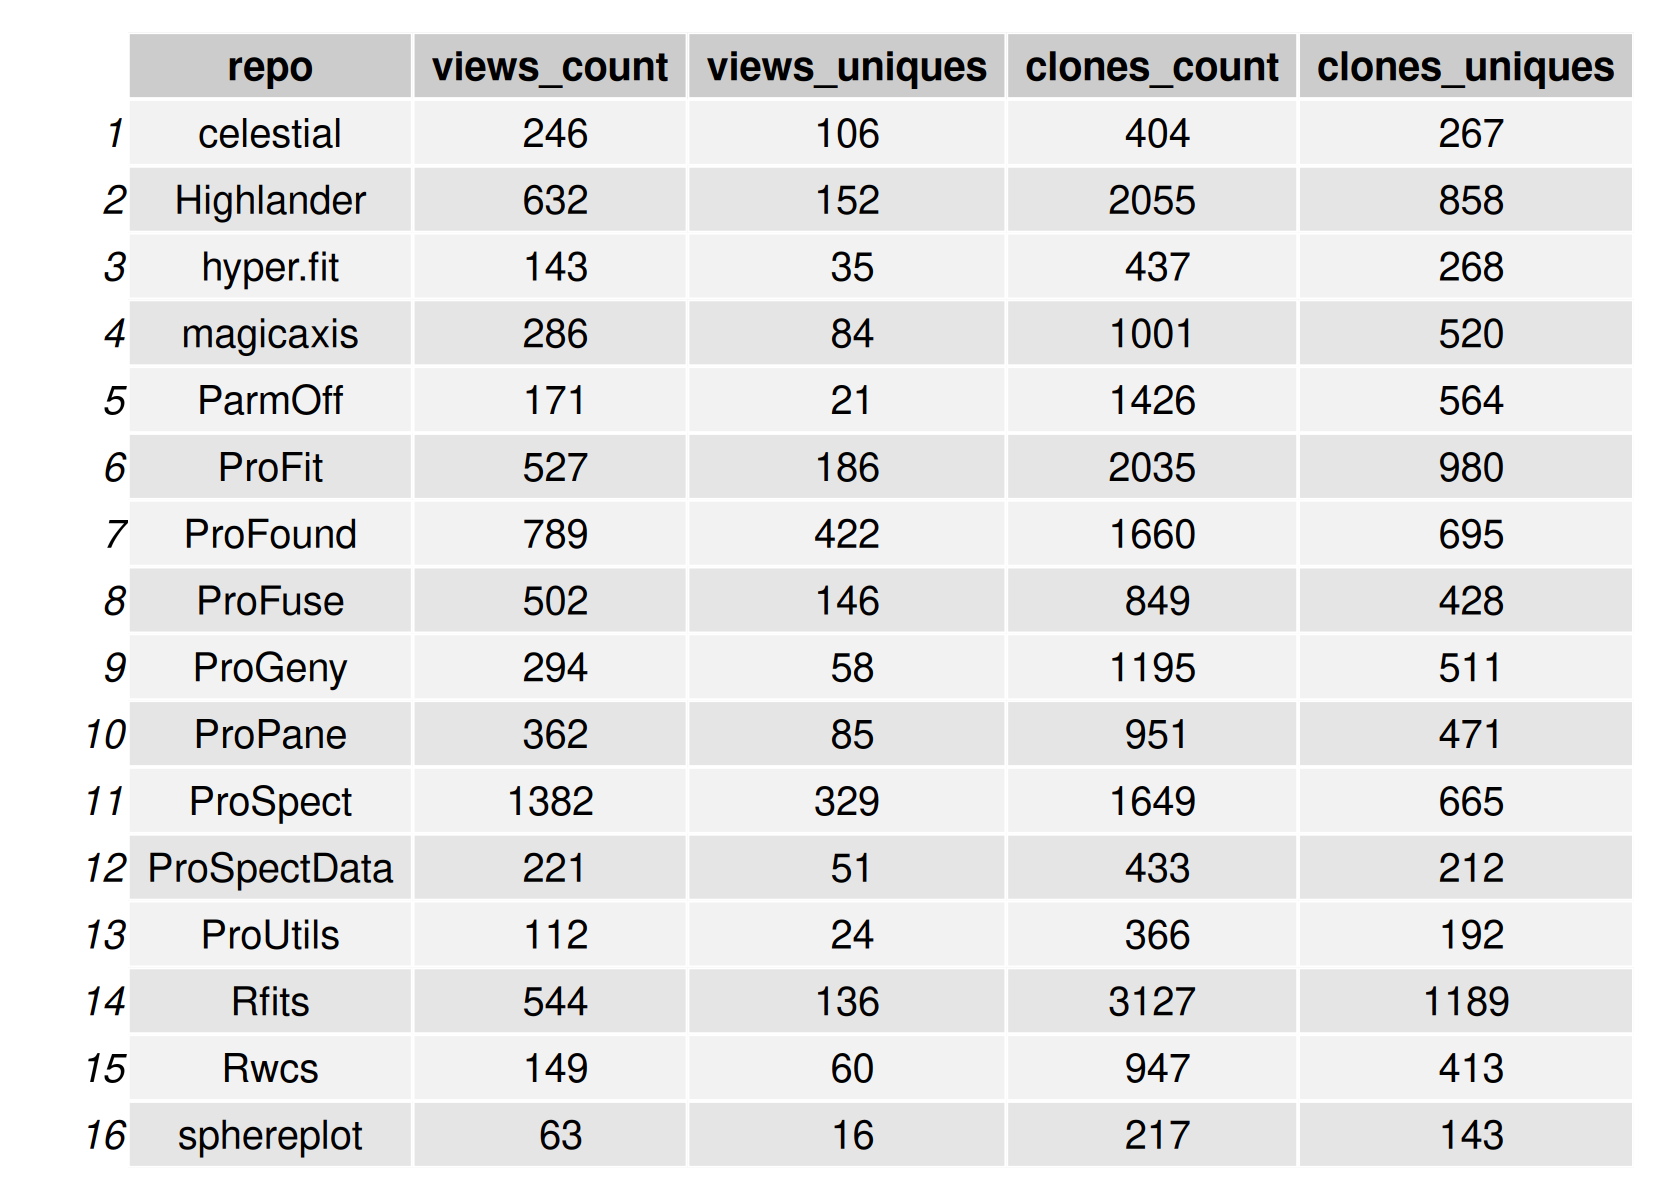 repo views_count views_uniques clones_count clones_uniques
1 celestial 246 106 404 267
2 Highlander 632 152 2055 858
3 hyper.fit 143 35 437 268
4 magicaxis 286 84 1001 520
5 ParmOff 171 21 1426 564
6 ProFit 527 186 2035 980
7 ProFound 789 422 1660 695
8 ProFuse 502 146 849 428
9 ProGeny 294 58 1195 511
10 ProPane 362 85 951 471
11 ProSpect 1382 329 1649 665
12 ProSpectData 221 51 433 212
13 ProUtils 112 24 366 192
14 Rfits 544 136 3127 1189
15 Rwcs 149 60 947 413
16 sphereplot 63 16 217 143